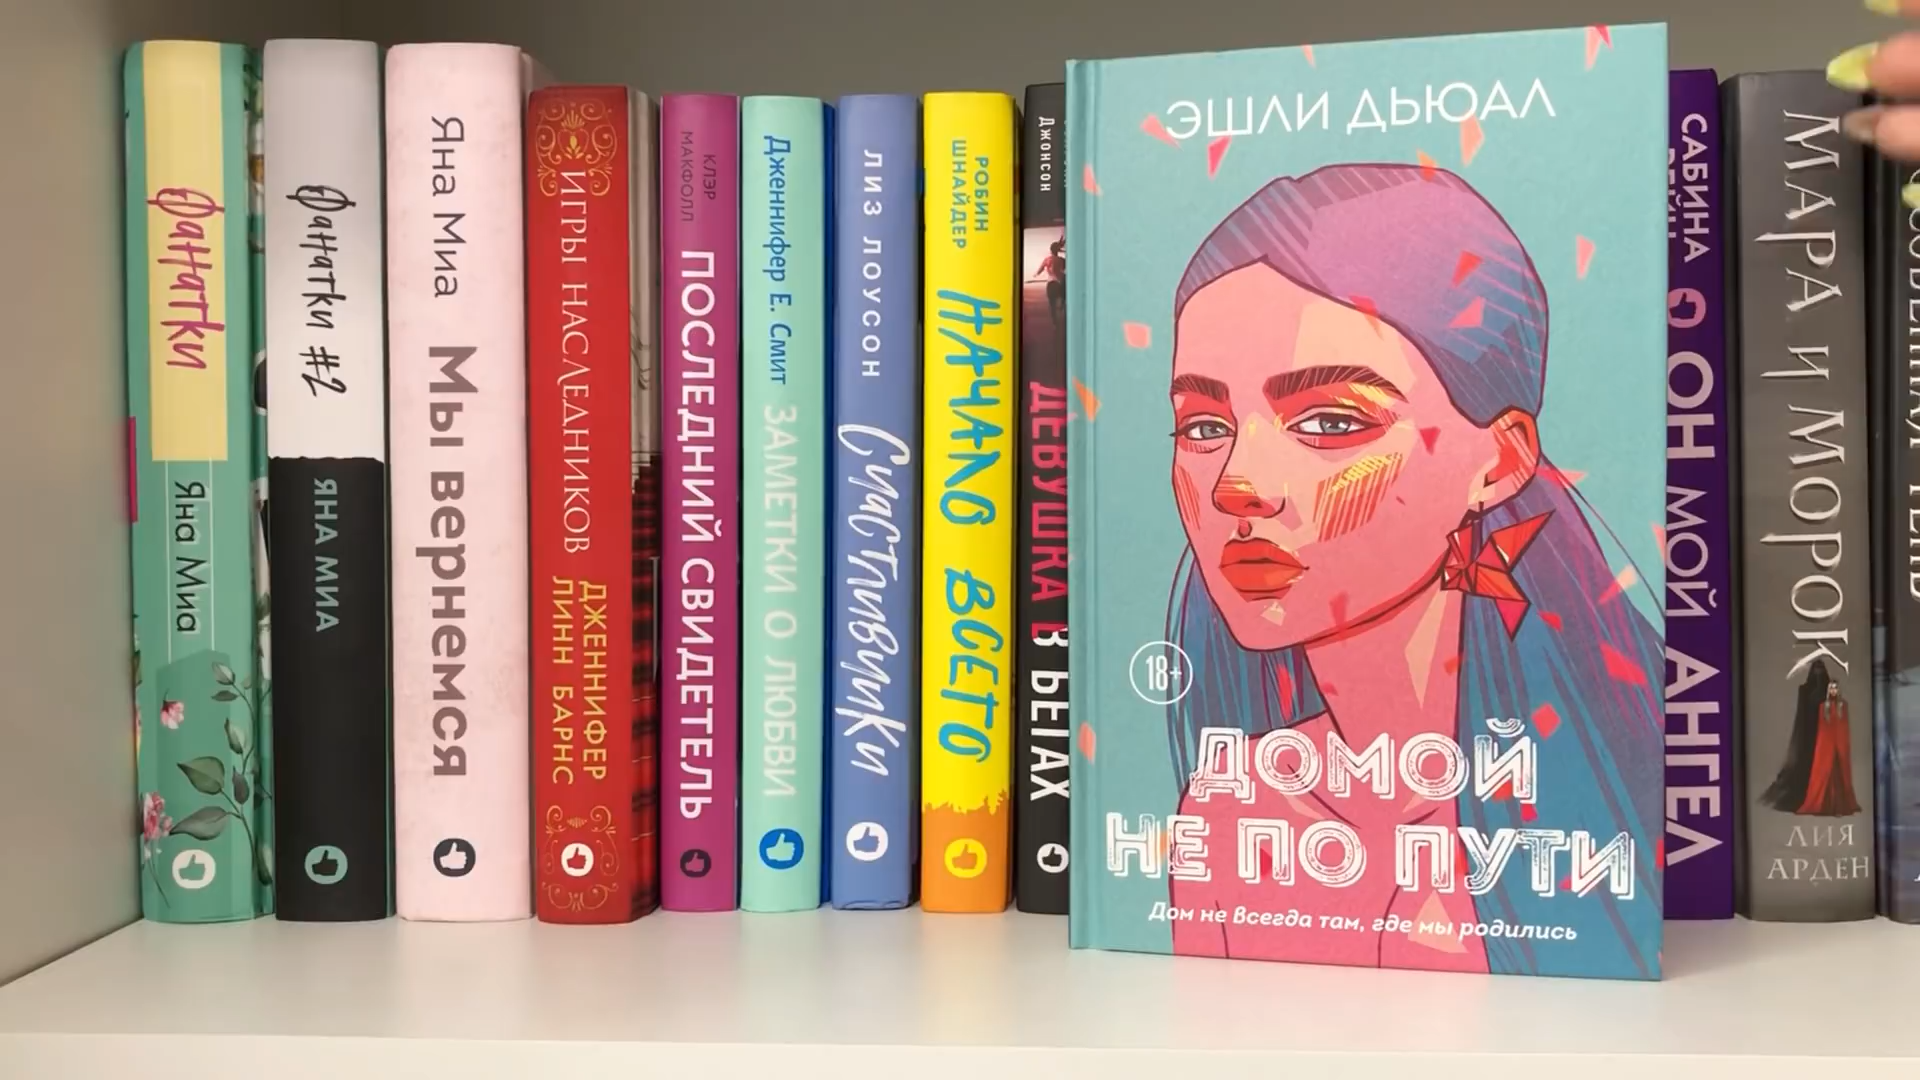 Фанатки
Яна Миа
Фанатки #2
ЯНА МИА
Яна Миа
Мы вернемся
ИГРЫ НАСЛЕДНИКОВ
ДЖЕННИФЕР
ЛИНН БАРНС
КЛЭР
МАКФОЛЛ
ПОСЛЕДНИЙ СВИДЕТЕЛЬ
Дженнифер Е. Смит
ЗАМЕТКИ О ЛЮБВИ
ЛИЗ ЛОУСОН
Счастливчики
РОБИН
ШНАЙДЕР
НАЧАЛО ВСЕГО
Джонсон
ДЕВУШКА В БЕГАХ
ЭШЛИ ДЬЮАЛ
18+
ДОМОЙ
НЕ ПО ПУТИ
Дом не всегда там, где мы родились
САБИНА
ОН МОЙ АНГЕЛ
МАРА И МОРОК
ЛИЯ
АРДЕН